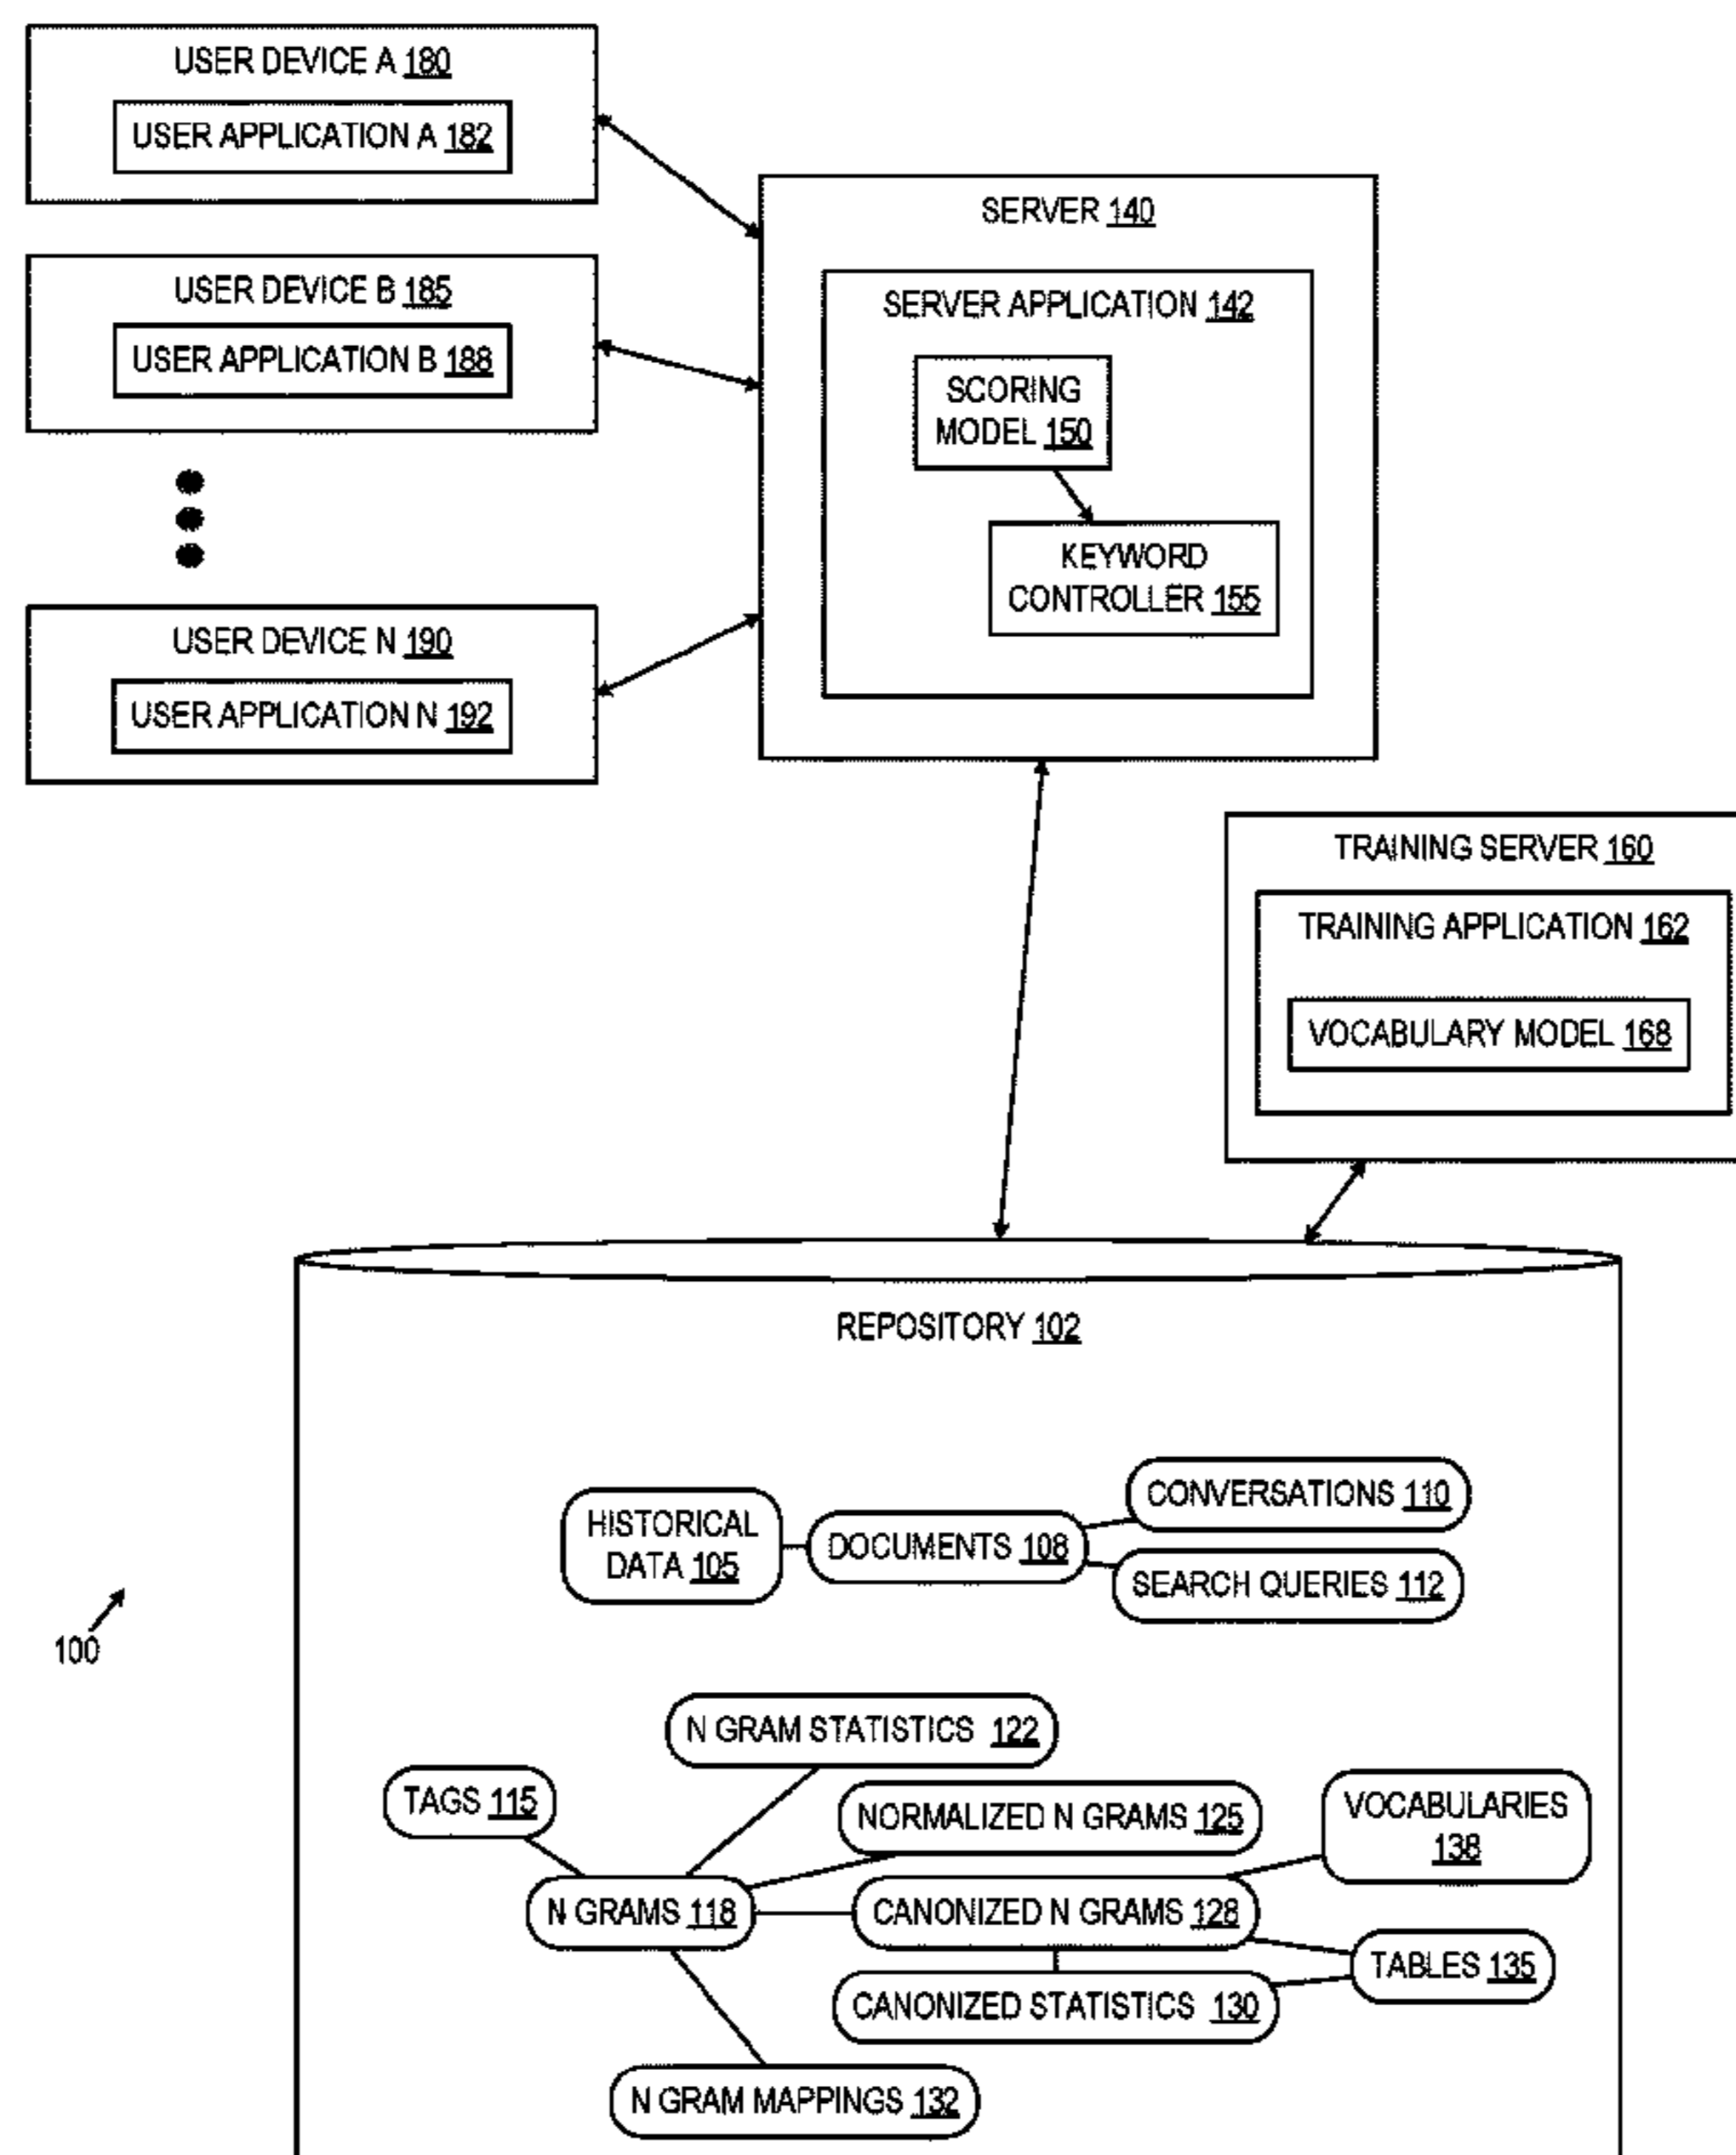 USER DEVICE A 180
USER APPLICATION A 182
USER DEVICE B 185
USER APPLICATION B 188
USER DEVICE N 190
USER APPLICATION N 192
SERVER 140
SERVER APPLICATION 142
SCORING
MODEL 150
KEYWORD
CONTROLLER 155
TRAINING SERVER 160
TRAINING APPLICATION 162
VOCABULARY MODEL 168
REPOSITORY 102
HISTORICAL
DATA 105
DOCUMENTS 108
CONVERSATIONS 110
SEARCH QUERIES 112
100
N GRAM STATISTICS 122
TAGS 115
NORMALIZED N GRAMS 125
VOCABULARIES
138
N GRAMS 118
CANONIZED N GRAMS 128
TABLES 135
CANONIZED STATISTICS 130
N GRAM MAPPINGS 132